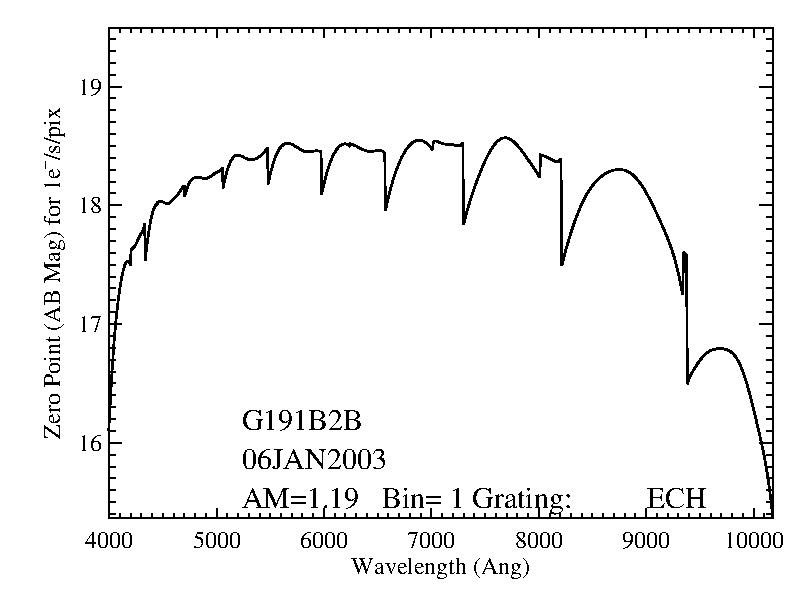 Zero Point (AB Mag) for 1e⁻/s/pix
19
18
17
16
G191B2B
06JAN2003
AM=1.19 Bin= 1 Grating: ECH
4000 5000 6000 7000 8000 9000 10000
Wavelength (Ang)